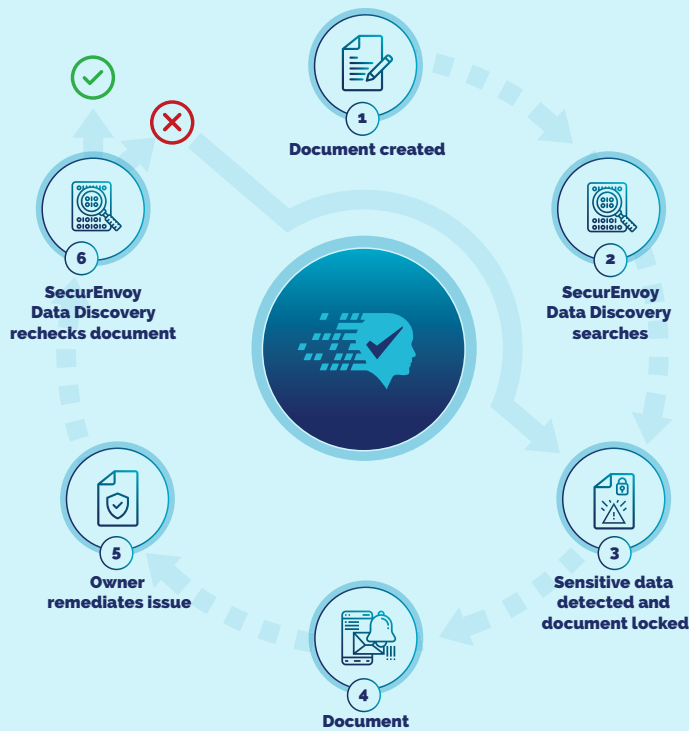 1
Document created
2
SecurEnvoy
Data Discovery
searches
3
Sensitive data
detected and
document locked
4
Document
5
Owner
remediates issue
6
SecurEnvoy
Data Discovery
rechecks document